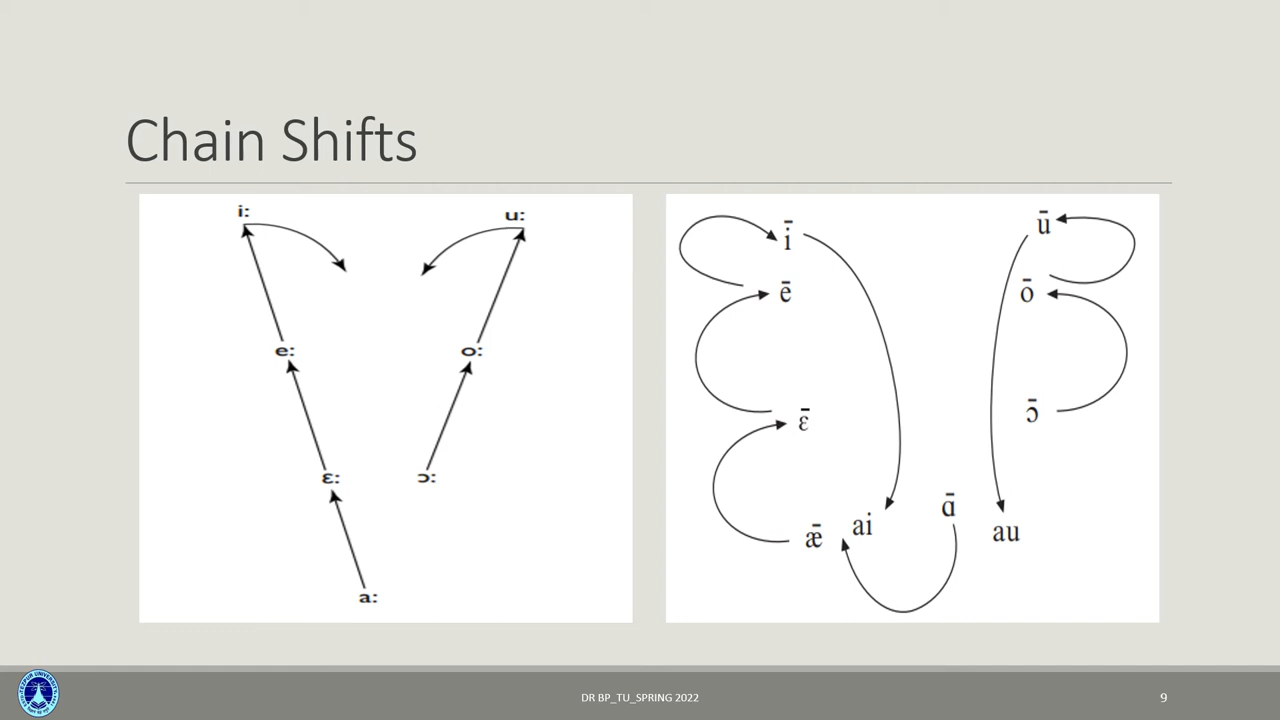 Chain Shifts
i:
u:
e:
o:
ɛ:
ɔ:
a:
ī
ū
ē
ō
ɛ̄
ɔ̄
ɑ̄
ǣ
ai
au
DR BP_TU_SPRING 2022
9